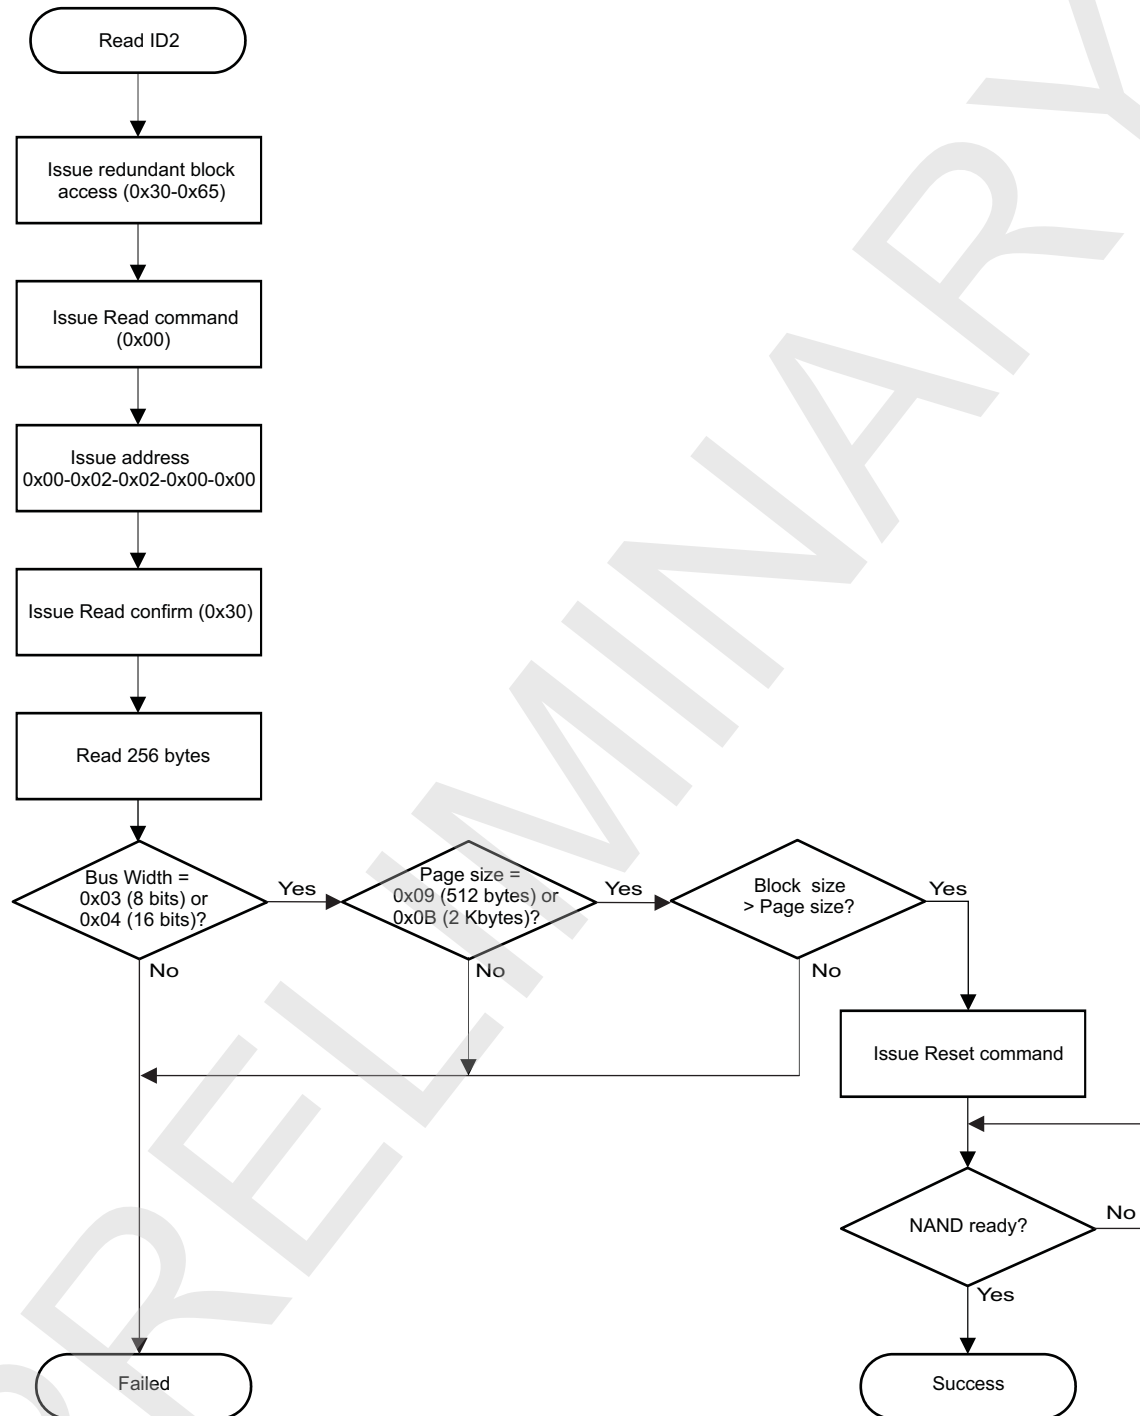 Read ID2
Issue redundant block
access (0x30-0x65)
Issue Read command
(0x00)
Issue address
0x00-0x02-0x02-0x00-0x00
Issue Read confirm (0x30)
Read 256 bytes
Bus Width =
0x03 (8 bits) or
0x04 (16 bits)?
Yes
No
Page size =
0x09 (512 bytes) or
0x0B (2 Kbytes)?
Yes
No
Block size
> Page size?
Yes
No
Issue Reset command
NAND ready?
No
Yes
Failed
Success
PRELIMINARY